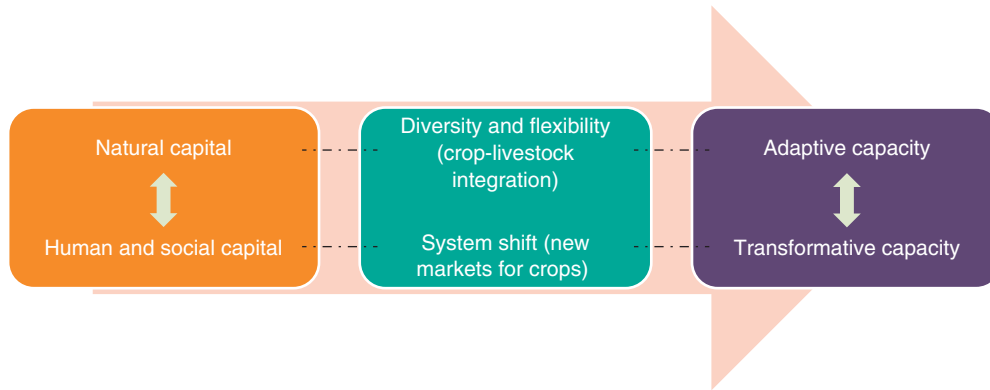 Natural capital
Human and social capital
Diversity and flexibility
(crop-livestock
integration)
System shift (new
markets for crops)
Adaptive capacity
Transformative capacity